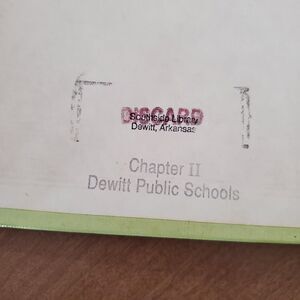 DISCARD
Southside Library
Dewitt, Arkansas
Chapter II
Dewitt Public Schools